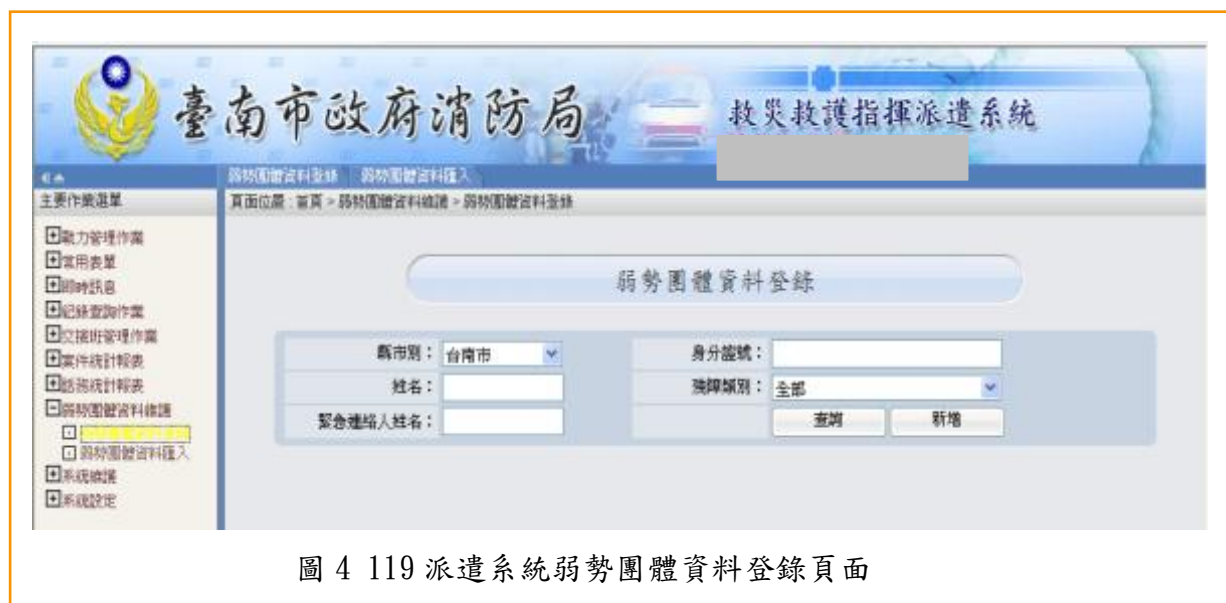 臺南市政府消防局
救災救護指揮派遣系統
弱勢團體資料登錄 弱勢團體資料匯入
主要作業選單
頁面位置:首頁 > 弱勢團體資料維護 > 弱勢團體資料登錄
戰力管理作業
常用表單
即時訊息
紀錄查詢作業
交接班管理作業
案件統計報表
話務統計報表
弱勢團體資料維護
弱勢團體資料匯入
系統維護
系統設定
弱勢團體資料登錄
縣市別: 台南市 身分證號:
姓名: 殘障類別: 全部
緊急連絡人姓名: 查詢 新增
圖 4 119 派遣系統弱勢團體資料登錄頁面